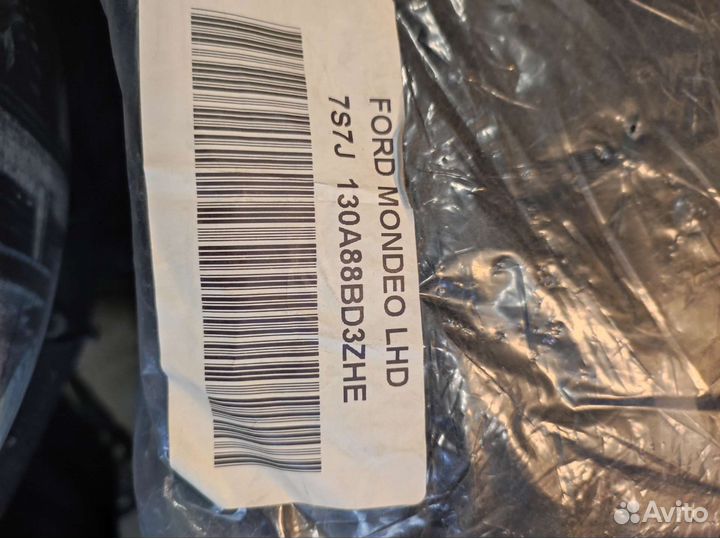 FORD MONDEO LHD
7S7J 130A88BD3ZHE
Avito